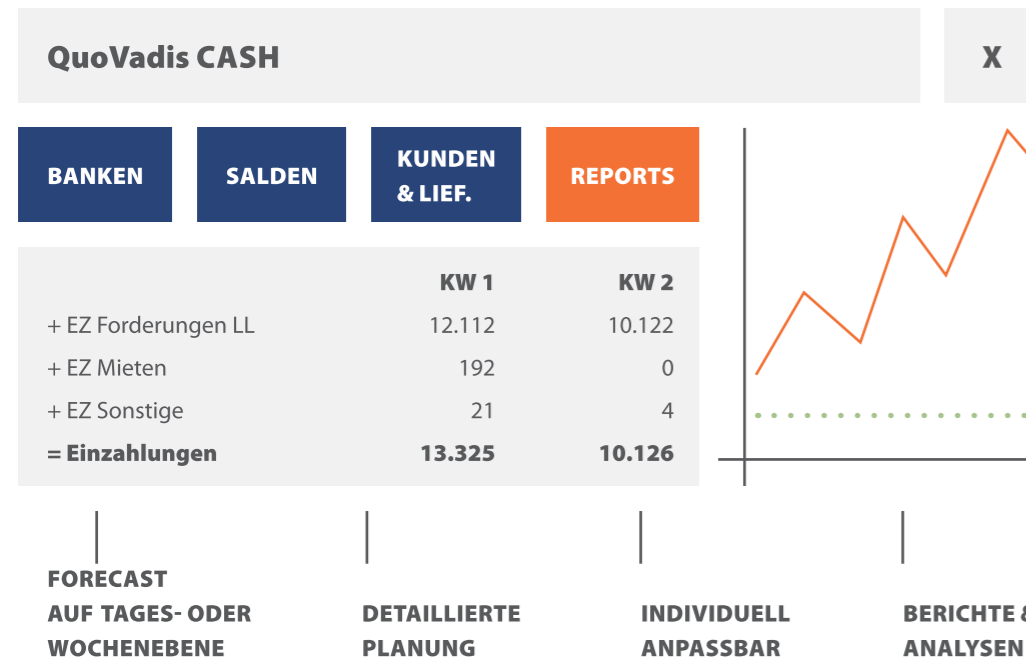 QuoVadis CASH
X
BANKEN
SALDEN
KUNDEN
& LIEF.
REPORTS
KW 1 KW 2
+ EZ Forderungen LL 12.112 10.122
+ EZ Mieten 192 0
+ EZ Sonstige 21 4
= Einzahlungen 13.325 10.126
FORECAST
AUF TAGES- ODER
WOCHENEBENE
DETAILLIERTE
PLANUNG
INDIVIDUELL
ANPASSBAR
BERICHTE &
ANALYSEN